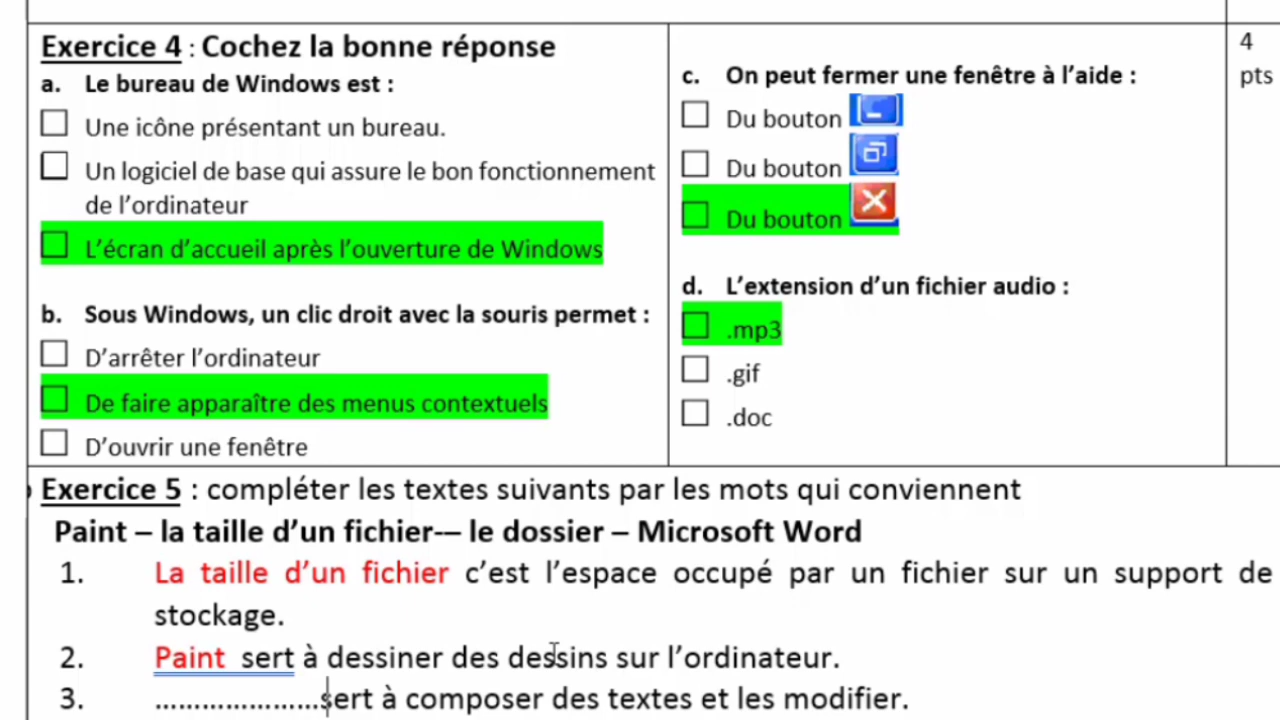 Exercice 4 : Cochez la bonne réponse
a. Le bureau de Windows est :
Une icône présentant un bureau.
Un logiciel de base qui assure le bon fonctionnement
de l’ordinateur
L’écran d’accueil après l’ouverture de Windows
b. Sous Windows, un clic droit avec la souris permet :
D’arrêter l’ordinateur
De faire apparaître des menus contextuels
D’ouvrir une fenêtre
c. On peut fermer une fenêtre à l’aide :
Du bouton
Du bouton
Du bouton
d. L’extension d’un fichier audio :
.mp3
.gif
.doc
4
pts
Exercice 5 : compléter les textes suivants par les mots qui conviennent
Paint – la taille d’un fichier-– le dossier – Microsoft Word
1. La taille d’un fichier c’est l’espace occupé par un fichier sur un support de
stockage.
2. Paint sert à dessiner des dessins sur l’ordinateur.
3. …………………sert à composer des textes et les modifier.